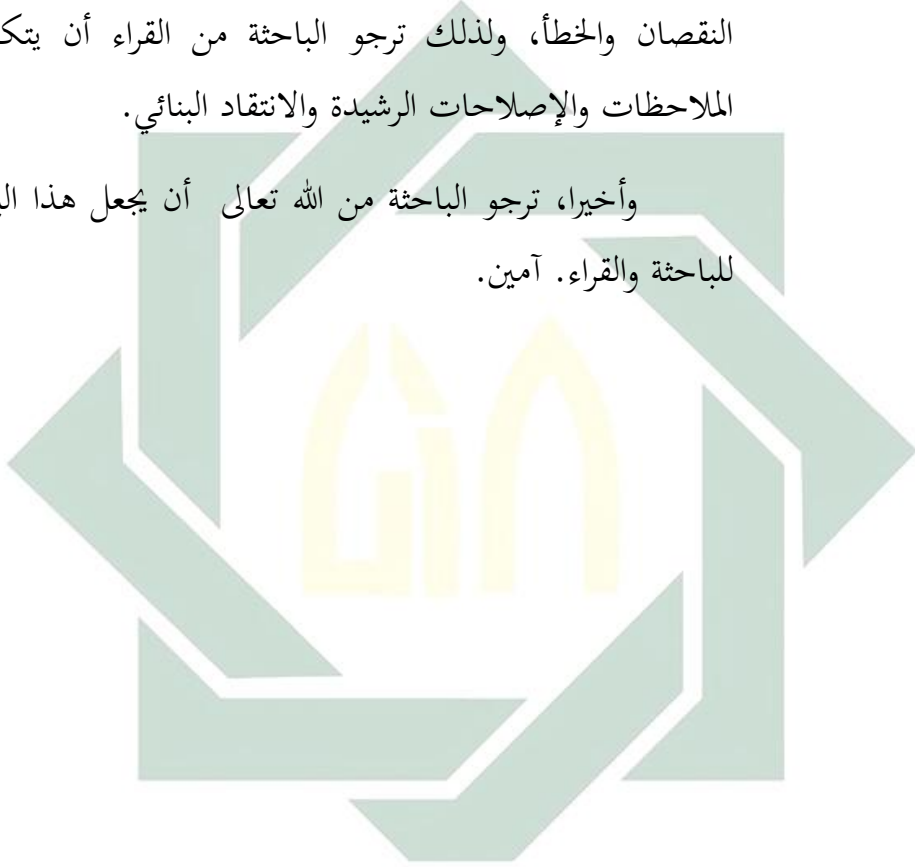 النقصان والخطأ، ولذلك ترجو الباحثة من القراء أن
الملاحظات والإصلاحات الرشيدة والانتقاد البنائي.
وأخيرا، ترجو الباحثة من الله تعالى أن يجعل هذا
للباحثة والقراء. آمين.